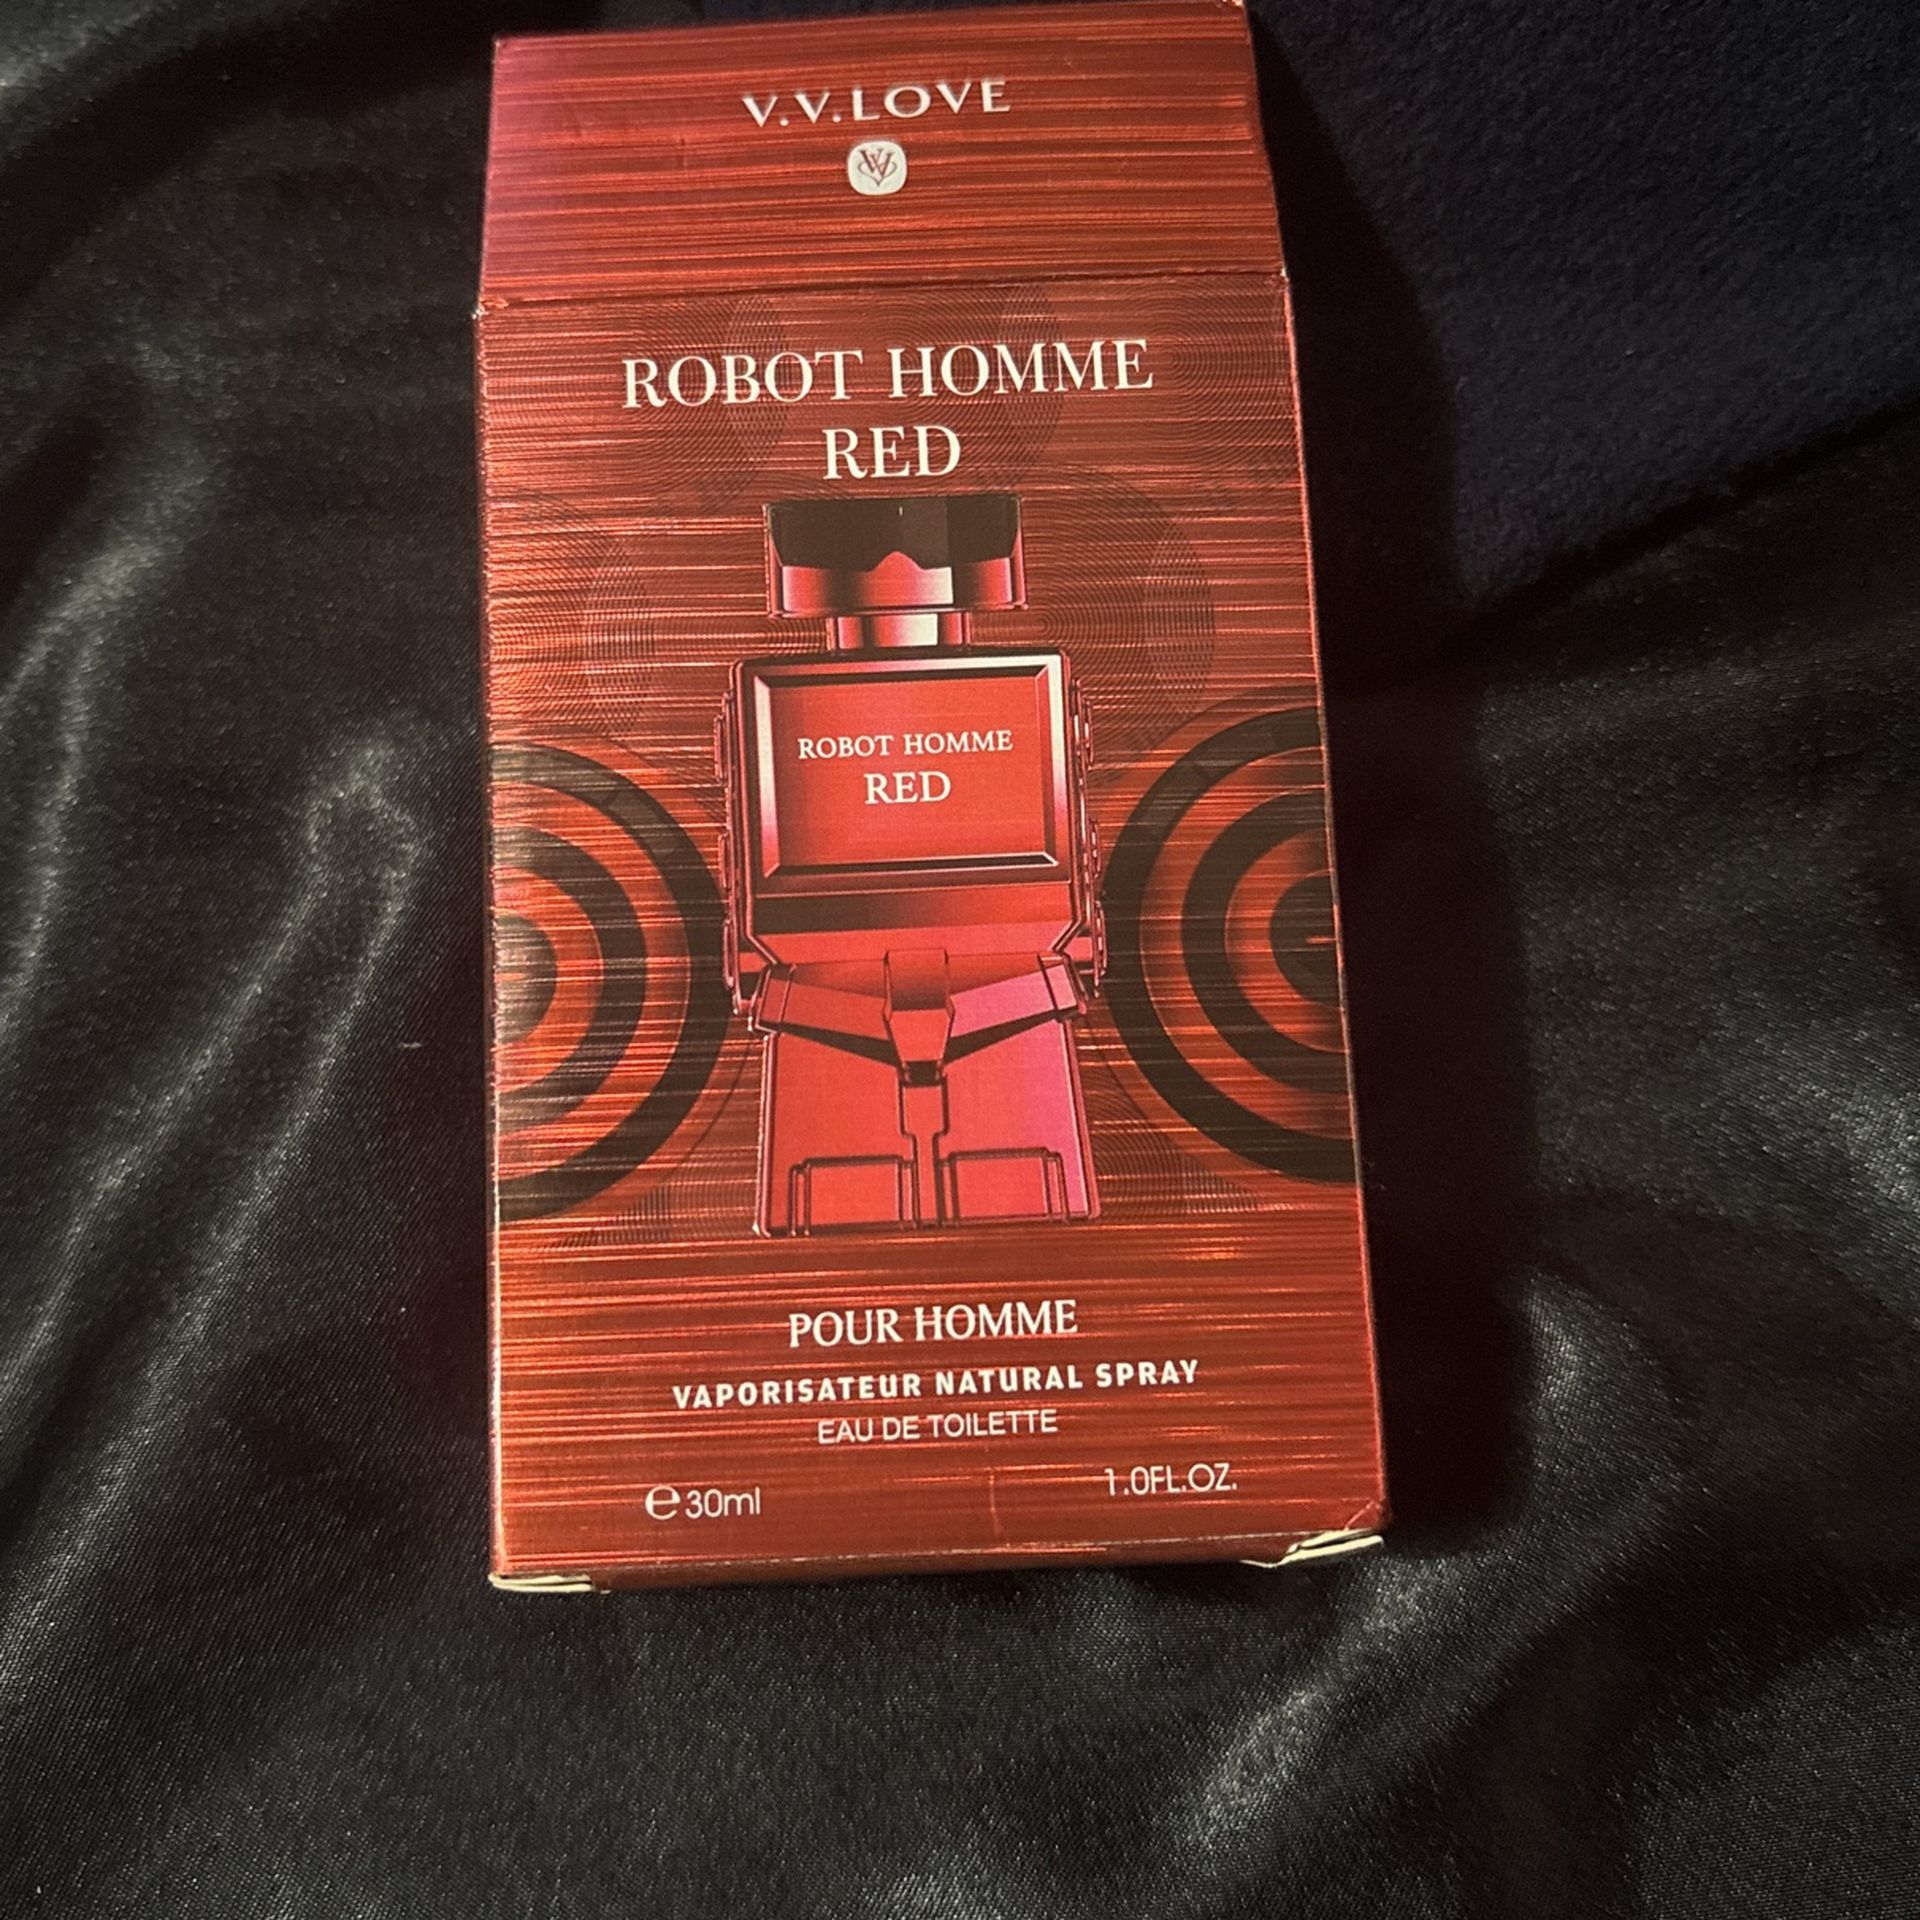 V.V.LOVE
ROBOT HOMME
RED
ROBOT HOMME
RED
POUR HOMME
VAPORISATEUR NATURAL SPRAY
EAU DE TOILETTE
℮30ml
1.0FL.OZ.